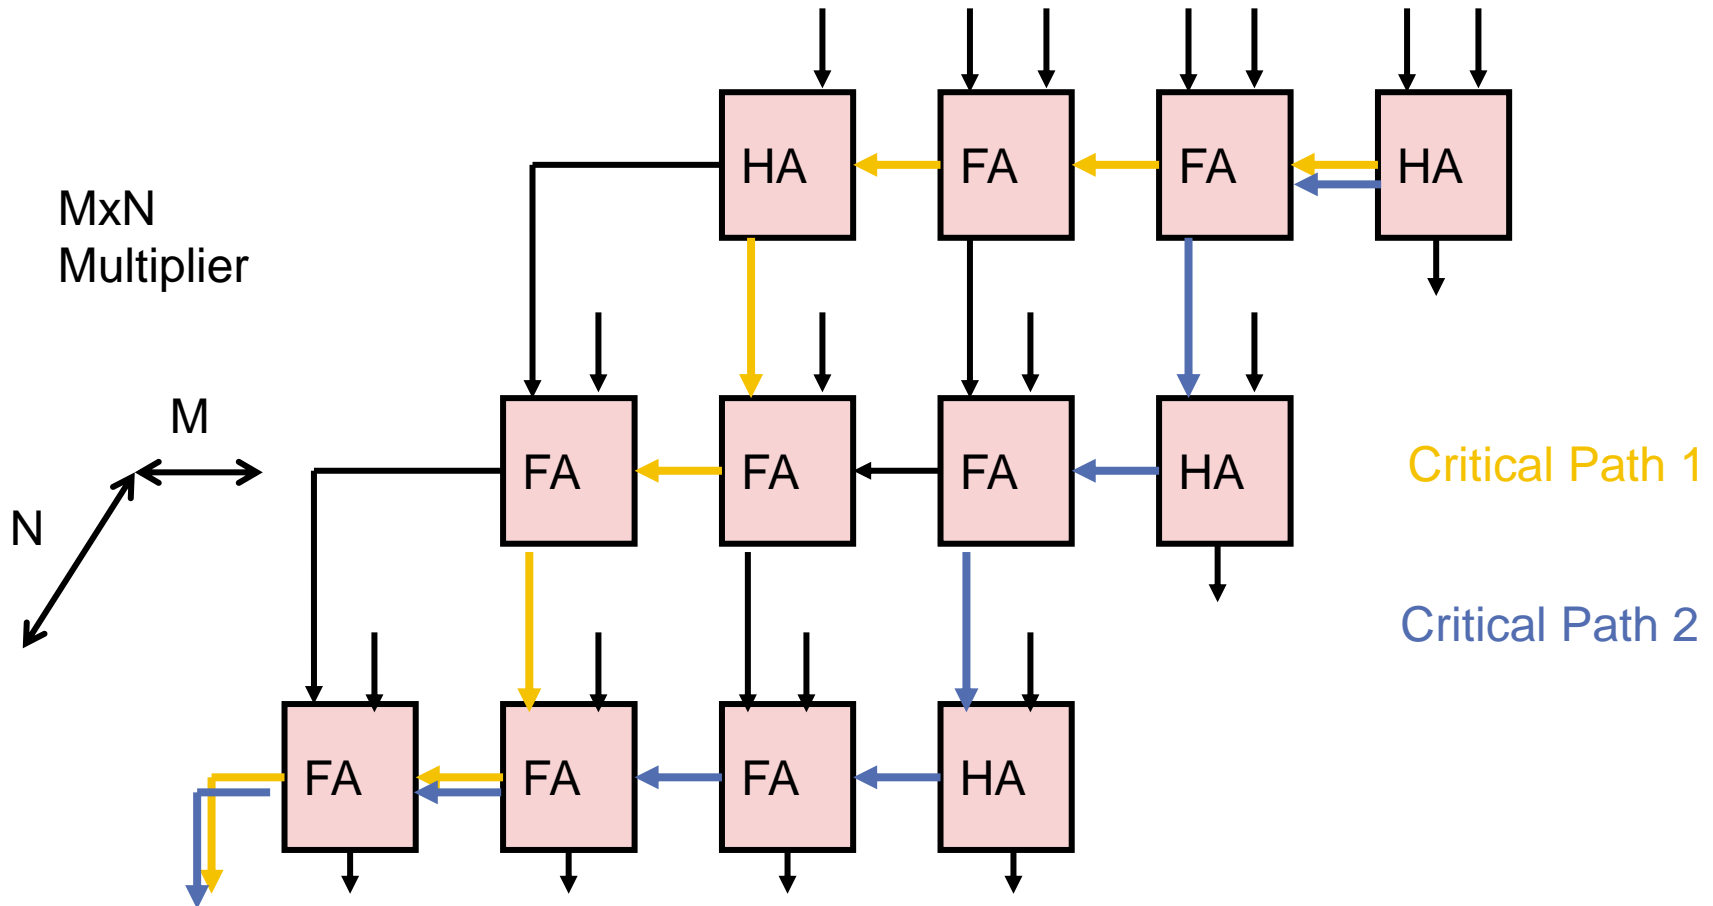 MxN
Multiplier
HA FA FA HA
M
N
FA FA FA HA
Critical Path 1
Critical Path 2
FA FA FA HA